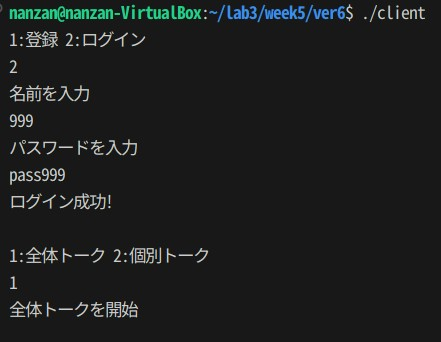 nanzan@nanzan-VirtualBox:~/lab3/week5/ver6$ ./client
1:登録 2:ログイン
2
名前を入力
999
パスワードを入力
pass999
ログイン成功!
1:全体トーク 2:個別トーク
1
全体トークを開始